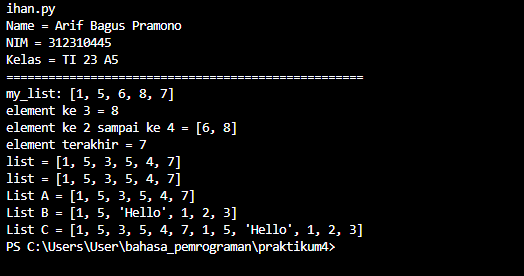 ihan.py
Name = Arif Bagus Pramono
NIM = 312310445
Kelas = TI 23 A5
===================================================
my_list: [1, 5, 6, 8, 7]
element ke 3 = 8
element ke 2 sampai ke 4 = [6, 8]
element terakhir = 7
list = [1, 5, 3, 5, 4, 7]
list = [1, 5, 3, 5, 4, 7]
List A = [1, 5, 3, 5, 4, 7]
List B = [1, 5, 'Hello', 1, 2, 3]
List C = [1, 5, 3, 5, 4, 7, 1, 5, 'Hello', 1, 2, 3]
PS C:\Users\User\bahasa_pemrograman\praktikum4>